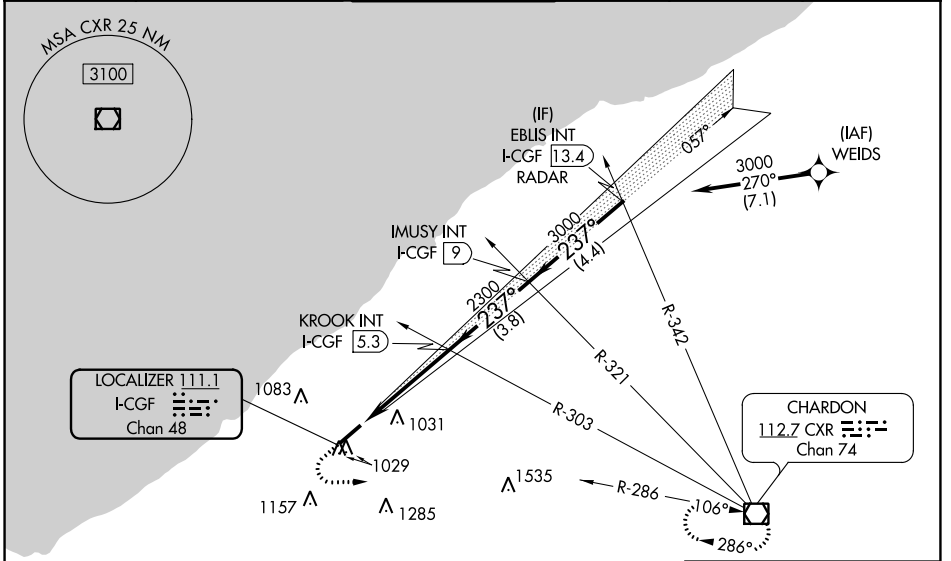 MSA CXR 25 NM
3100
(IF)
EBLIS INT
I-CGF 13.4
RADAR
057°
(IAF)
WEIDS
3000
270°
(7.1)
IMUSY INT
I-CGF 9
3000
237°
(4.4)
KROOK INT
I-CGF 5.3
2300
237°
(3.8)
R-342
R-321
R-303
LOCALIZER 111.1
I-CGF
Chan 48
1083
1031
1029
1157
1285
1535
CHARDON
112.7 CXR
Chan 74
R-286
106°
286°